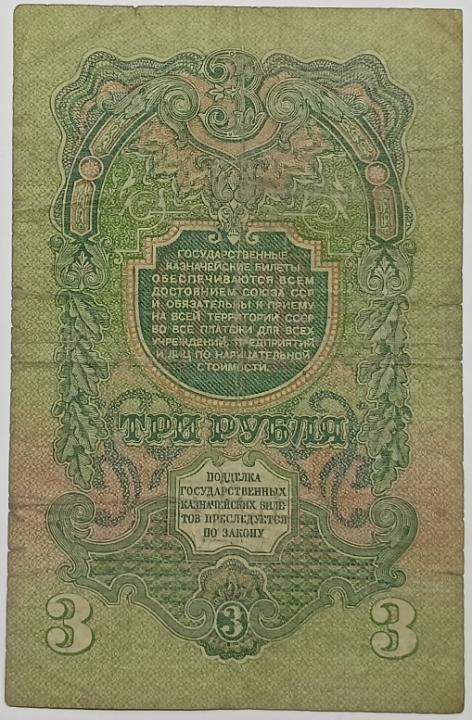 3
ГОСУДАРСТВЕННЫЕ
КАЗНАЧЕЙСКИЕ БИЛЕТЫ
ОБЕСПЕЧИВАЮТСЯ ВСЕМ
ДОСТОЯНИЕМ СОЮЗА ССР
И ОБЯЗАТЕЛЬНЫ К ПРИЕМУ
НА ВСЕЙ ТЕРРИТОРИИ СССР
ВО ВСЕ ПЛАТЕЖИ ДЛЯ ВСЕХ
УЧРЕЖДЕНИЙ, ПРЕДПРИЯТИЙ
И ЛИЦ ПО НАРИЦАТЕЛЬНОЙ
СТОИМОСТИ.
ТРИ РУБЛЯ
ПОДДЕЛКА
ГОСУДАРСТВЕННЫХ
КАЗНАЧЕЙСКИХ БИЛЕ
ТОВ ПРЕСЛЕДУЕТСЯ
ПО ЗАКОНУ
3 3 3